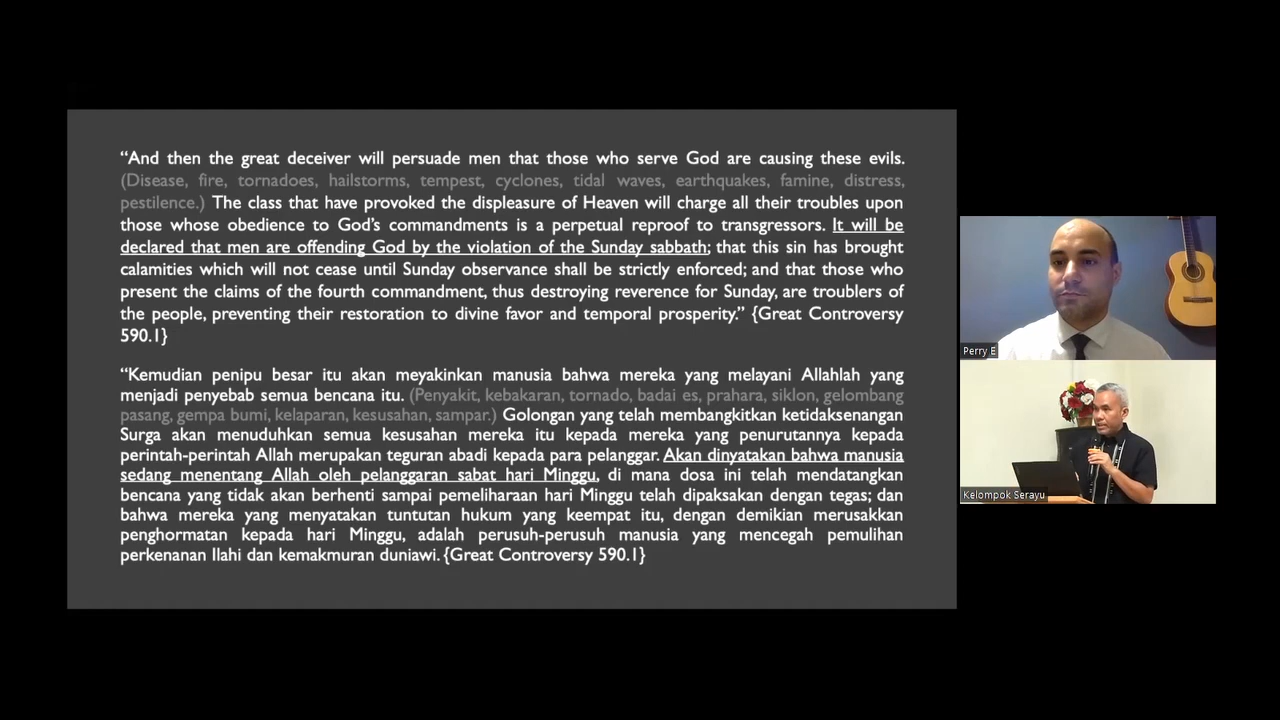 “And then the great deceiver will persuade men that those who serve God are causing these evils.
(Disease, fire, tornadoes, hailstorms, tempest, cyclones, tidal waves, earthquakes, famine, distress,
pestilence.) The class that have provoked the displeasure of Heaven will charge all their troubles upon
those whose obedience to God’s commandments is a perpetual reproof to transgressors. It will be
declared that men are offending God by the violation of the Sunday sabbath; that this sin has brought
calamities which will not cease until Sunday observance shall be strictly enforced; and that those who
present the claims of the fourth commandment, thus destroying reverence for Sunday, are troublers of
the people, preventing their restoration to divine favor and temporal prosperity.” {Great Controversy
590.1}
“Kemudian penipu besar itu akan meyakinkan manusia bahwa mereka yang melayani Allahlah yang
menjadi penyebab semua bencana itu. (Penyakit, kebakaran, tornado, badai es, prahara, siklon, gelombang
pasang, gempa bumi, kelaparan, kesusahan, sampar.) Golongan yang telah membangkitkan ketidaksenangan
Surga akan menuduhkan semua kesusahan mereka itu kepada mereka yang penurutannya kepada
perintah-perintah Allah merupakan teguran abadi kepada para pelanggar. Akan dinyatakan bahwa manusia
sedang menentang Allah oleh pelanggaran sabat hari Minggu, di mana dosa ini telah mendatangkan
bencana yang tidak akan berhenti sampai pemeliharaan hari Minggu telah dipaksakan dengan tegas; dan
bahwa mereka yang menyatakan tuntutan hukum yang keempat itu, dengan demikian merusakkan
penghormatan kepada hari Minggu, adalah perusuh-perusuh manusia yang mencegah pemulihan
perkenanan Ilahi dan kemakmuran duniawi. {Great Controversy 590.1}
Perry E
Kelompok Serayu